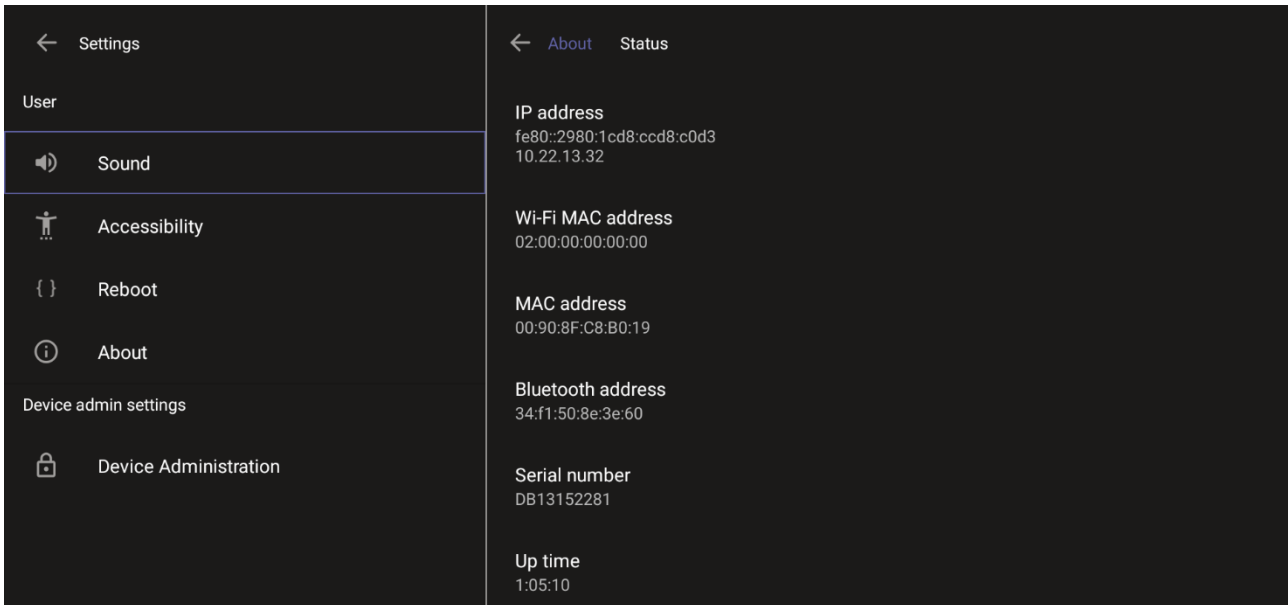 Settings
User
Sound
Accessibility
{ } Reboot
About
Device admin settings
Device Administration
About Status
IP address
fe80::2980:1cd8:ccd8:c0d3
10.22.13.32
Wi-Fi MAC address
02:00:00:00:00:00
MAC address
00:90:8F:C8:B0:19
Bluetooth address
34:f1:50:8e:3e:60
Serial number
DB13152281
Up time
1:05:10